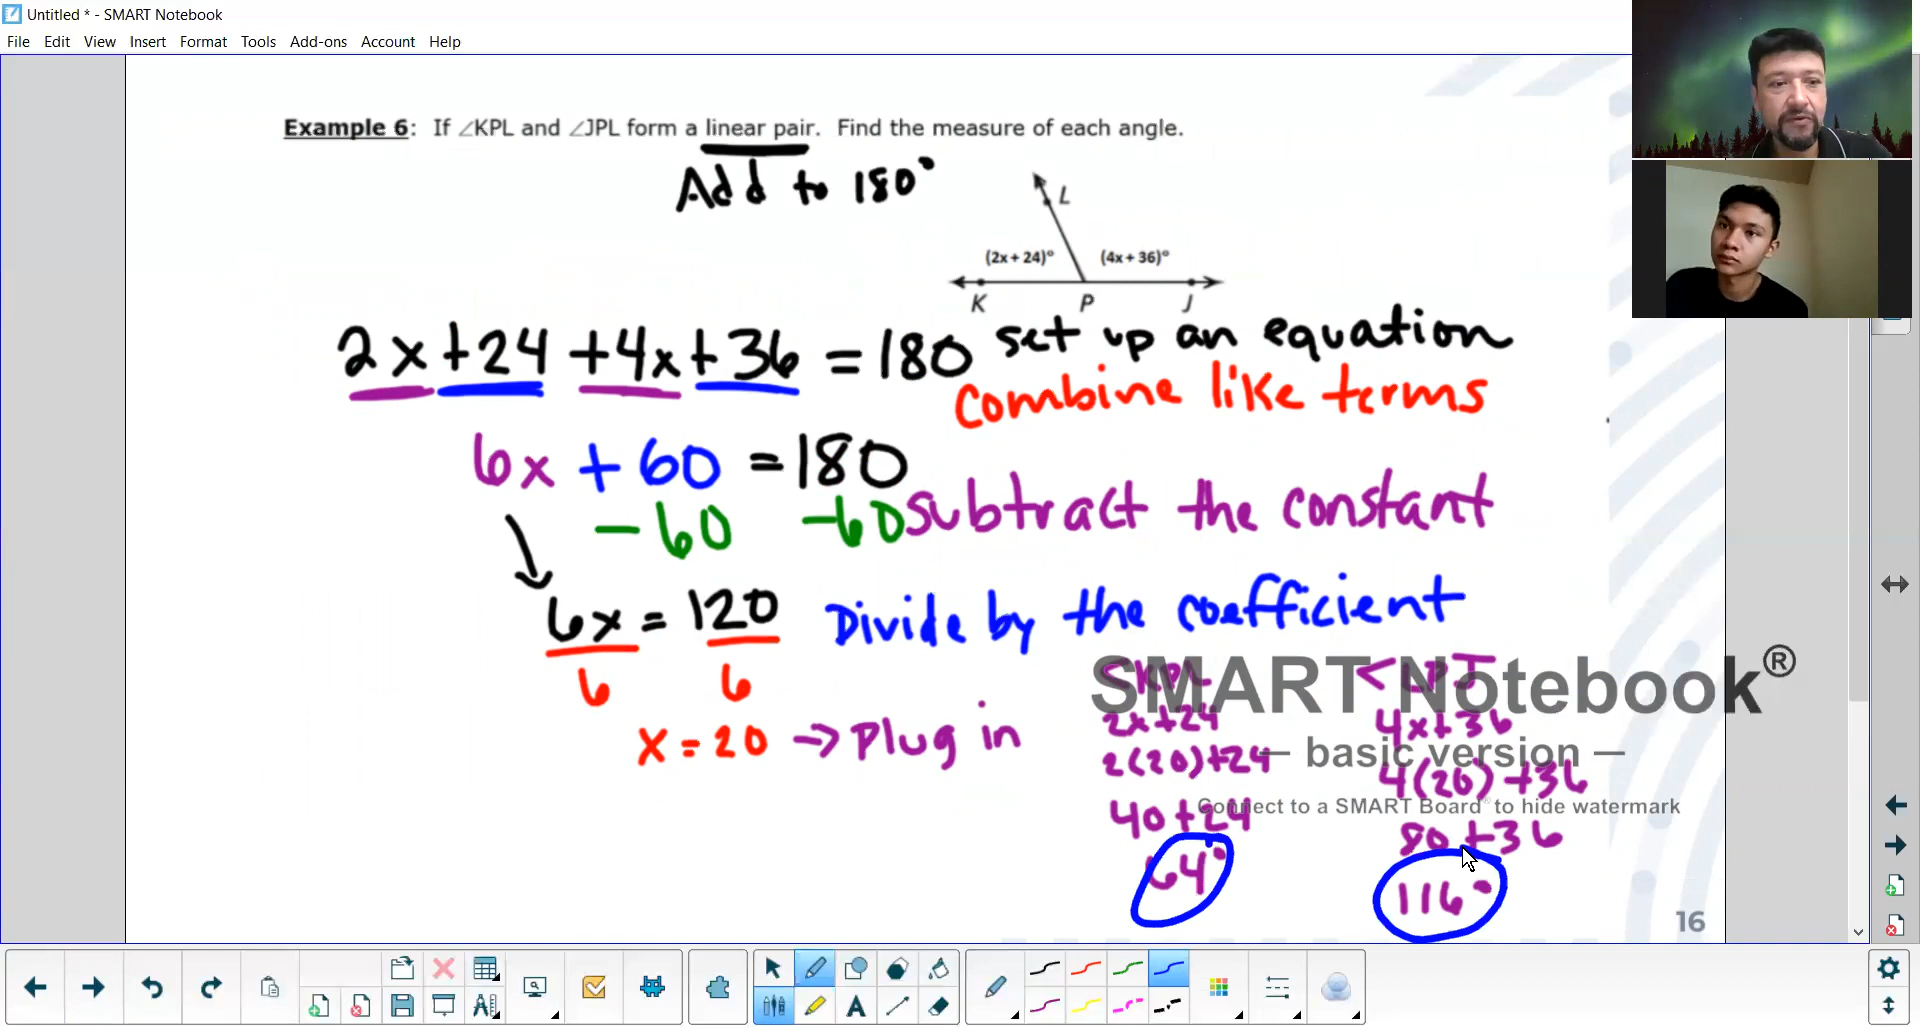 Untitled * - SMART Notebook
File Edit View Insert Format Tools Add-ons Account Help
Example 6: If ∠KPL and ∠JPL form a linear pair. Find the measure of each angle.
Add to 180°
L
(2x + 24)° (4x + 36)°
K P J
2x +24 +4x +36 = 180 set up an equation
combine like terms
6x + 60 = 180
- 60 -60 subtract the constant
6x = 120 Divide by the coefficient
6 6
x = 20 → Plug in
<KPL <LPJ
2x+24 4x+36
2(20)+24 4(20)+36
40+24 80+36
64° 116°
SMART Notebook®
— basic version —
Connect to a SMART Board® to hide watermark
16